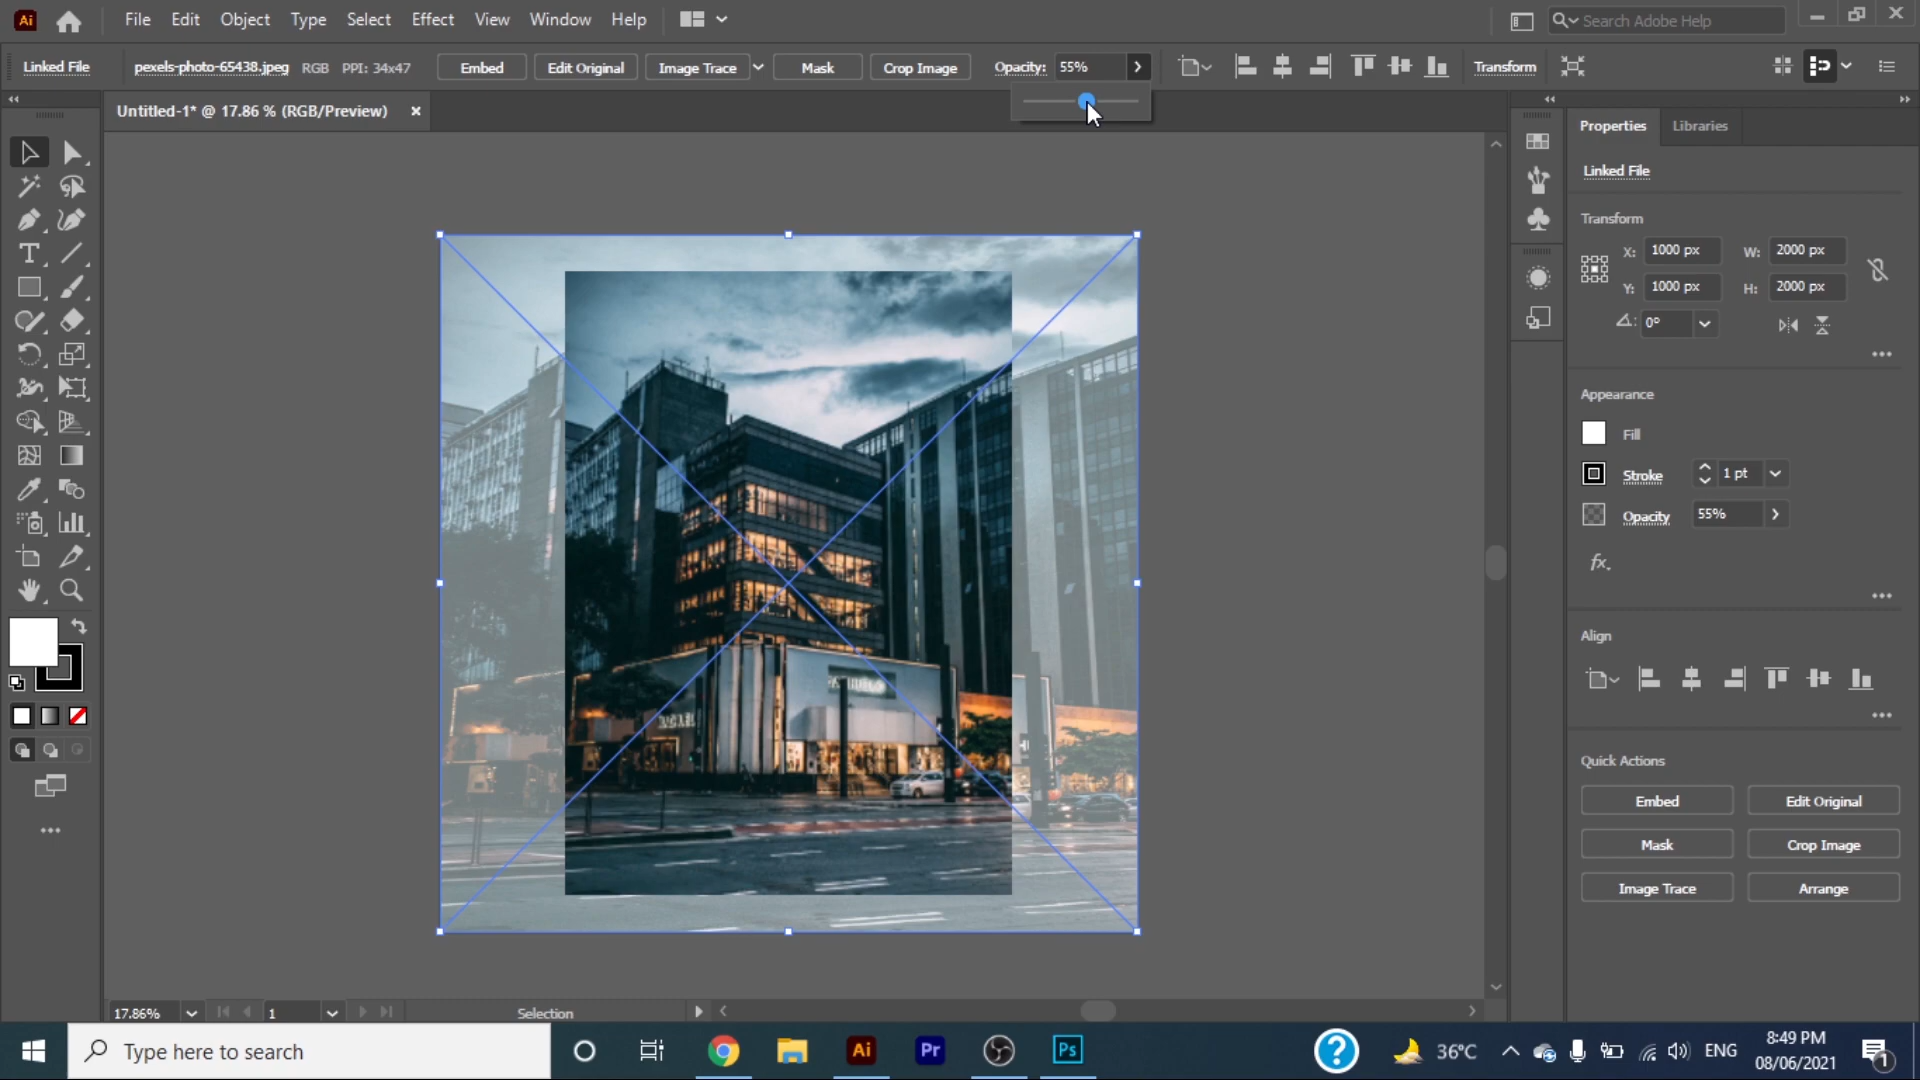 Ai File Edit Object Type Select Effect View Window Help Search Adobe Help
Linked File pexels-photo-65438.jpeg RGB PPI: 34x47 Embed Edit Original Image Trace Mask Crop Image Opacity: 55% Transform
Untitled-1* @ 17.86 % (RGB/Preview)
Properties Libraries
Linked File
Transform
X: 1000 px W: 2000 px
Y: 1000 px H: 2000 px
0°
Appearance
Fill
Stroke 1 pt
Opacity 55%
fx.
Align
Quick Actions
Embed Edit Original
Mask Crop Image
Image Trace Arrange
17.86% 1 Selection
Type here to search
Ai Pr Ps
? 36°C ENG 8:49 PM
08/06/2021 1